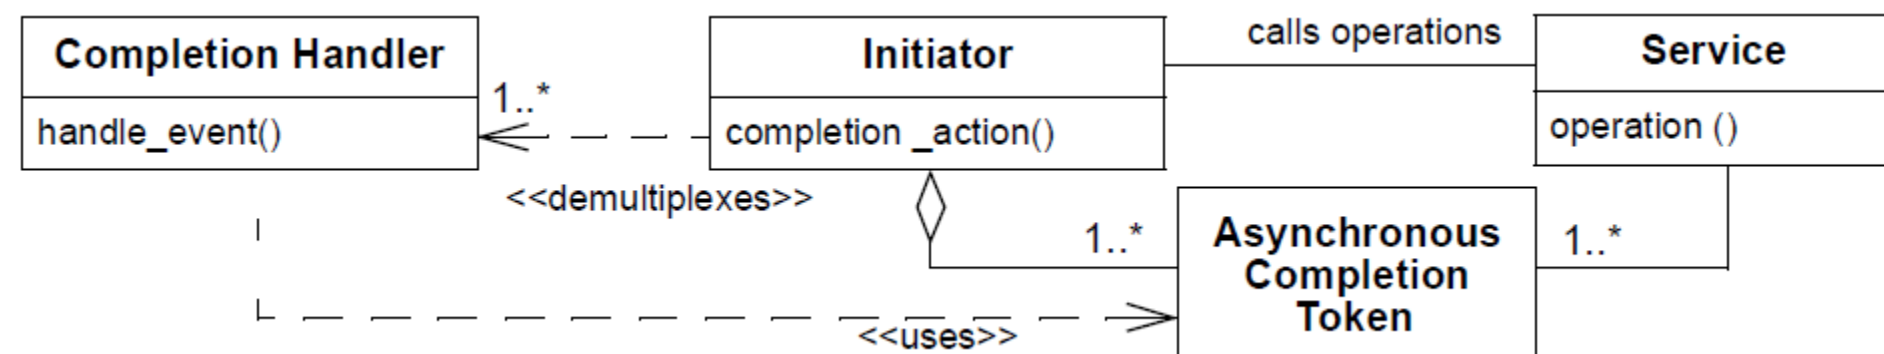 Completion Handler
handle_event()
1..*
<<demultiplexes>>
Initiator
completion _action()
calls operations
Service
operation ()
1..*
Asynchronous
Completion
Token
1..*
<<uses>>